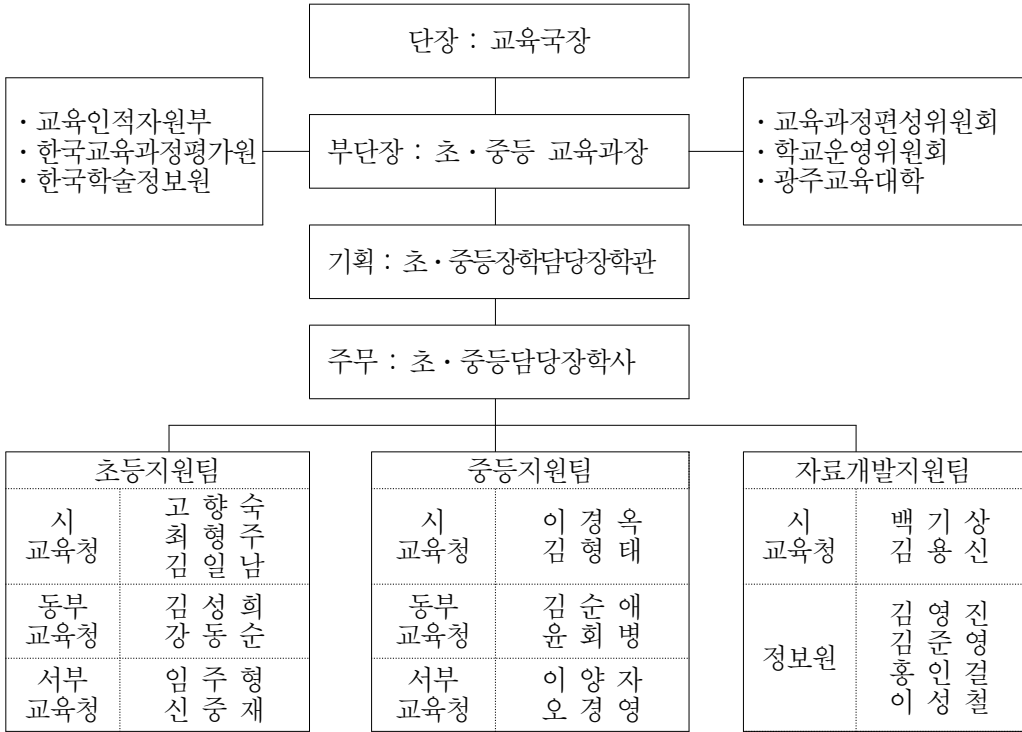 단장 : 교육국장
· 교육인적자원부
· 한국교육과정평가원
· 한국학술정보원
부단장 : 초 · 중등 교육과장
· 교육과정편성위원회
· 학교운영위원회
· 광주교육대학
기획 : 초 · 중등장학담당장학관
주무 : 초 · 중등담당장학사
초등지원팀
시
교육청
고 향 숙
최 형 주
김 일 남
동부
교육청
김 성 희
강 동 순
서부
교육청
임 주 형
신 중 재
중등지원팀
시
교육청
이 경 옥
김 형 태
동부
교육청
김 순 애
윤 회 병
서부
교육청
이 양 자
오 경 영
자료개발지원팀
시
교육청
백 기 상
김 용 신
정보원
김 영 진
김 준 영
홍 인 걸
이 성 철